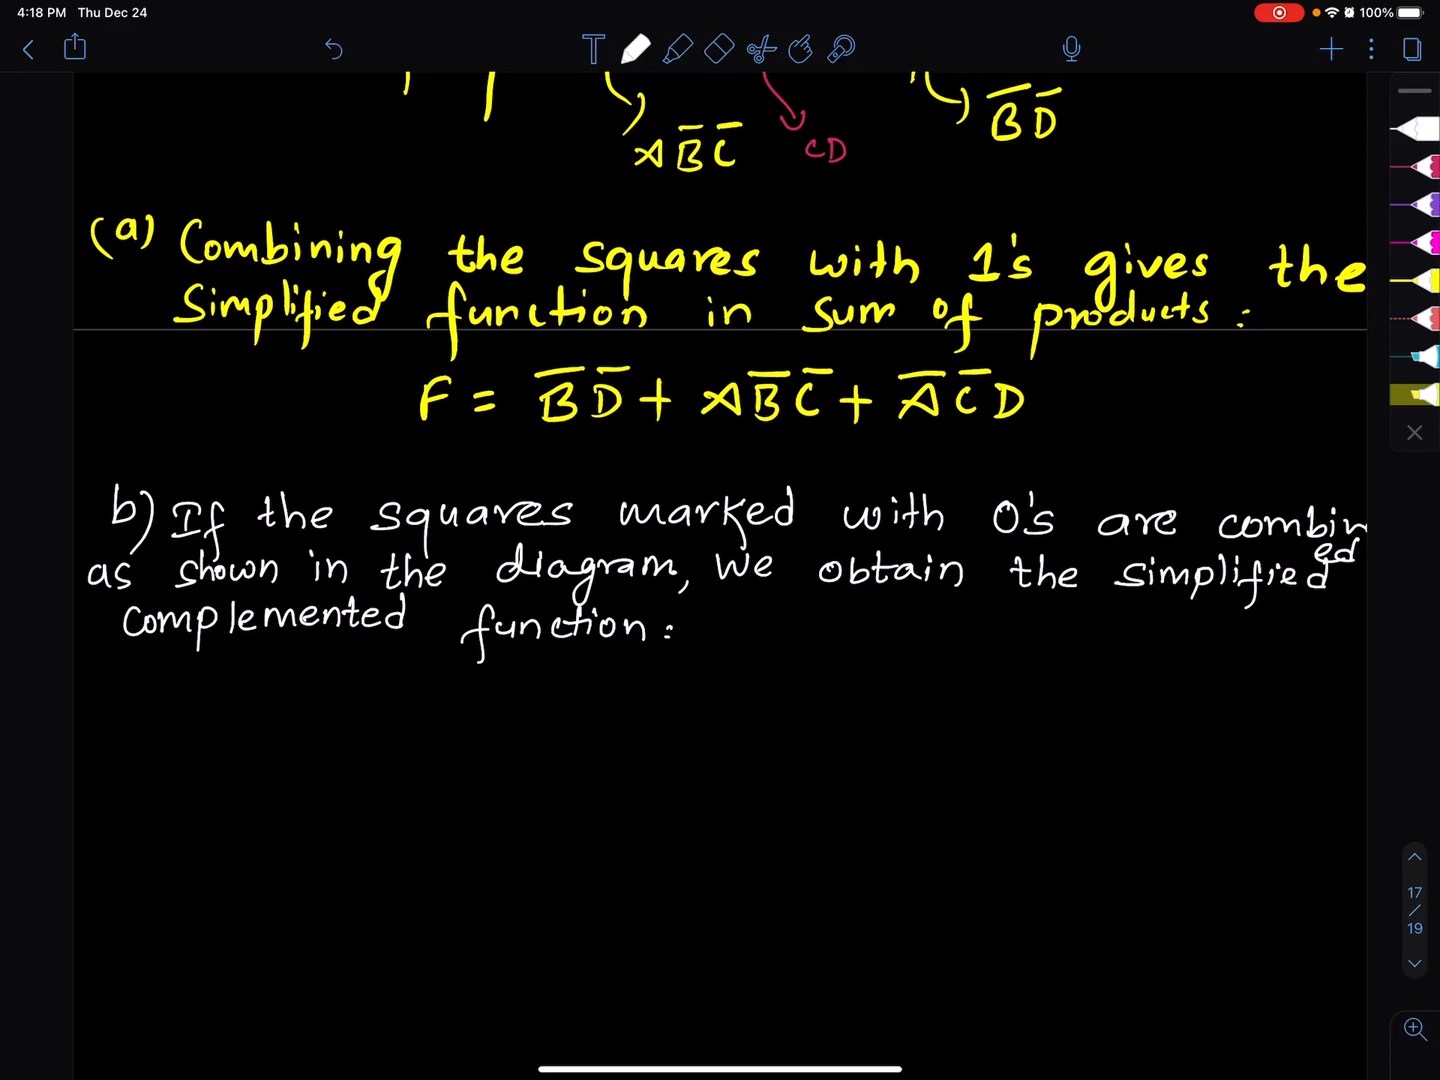 4:18 PM Thu Dec 24
100%
T
AB̅C̅
CD
B̅D̅
(a) Combining the squares with 1's gives the
Simplified function in sum of products:
F = B̅D̅ + AB̅C̅ + A̅C̅D
b) If the squares marked with 0's are combined
as shown in the diagram, we obtain the simplified
complemented function:
17
/
19